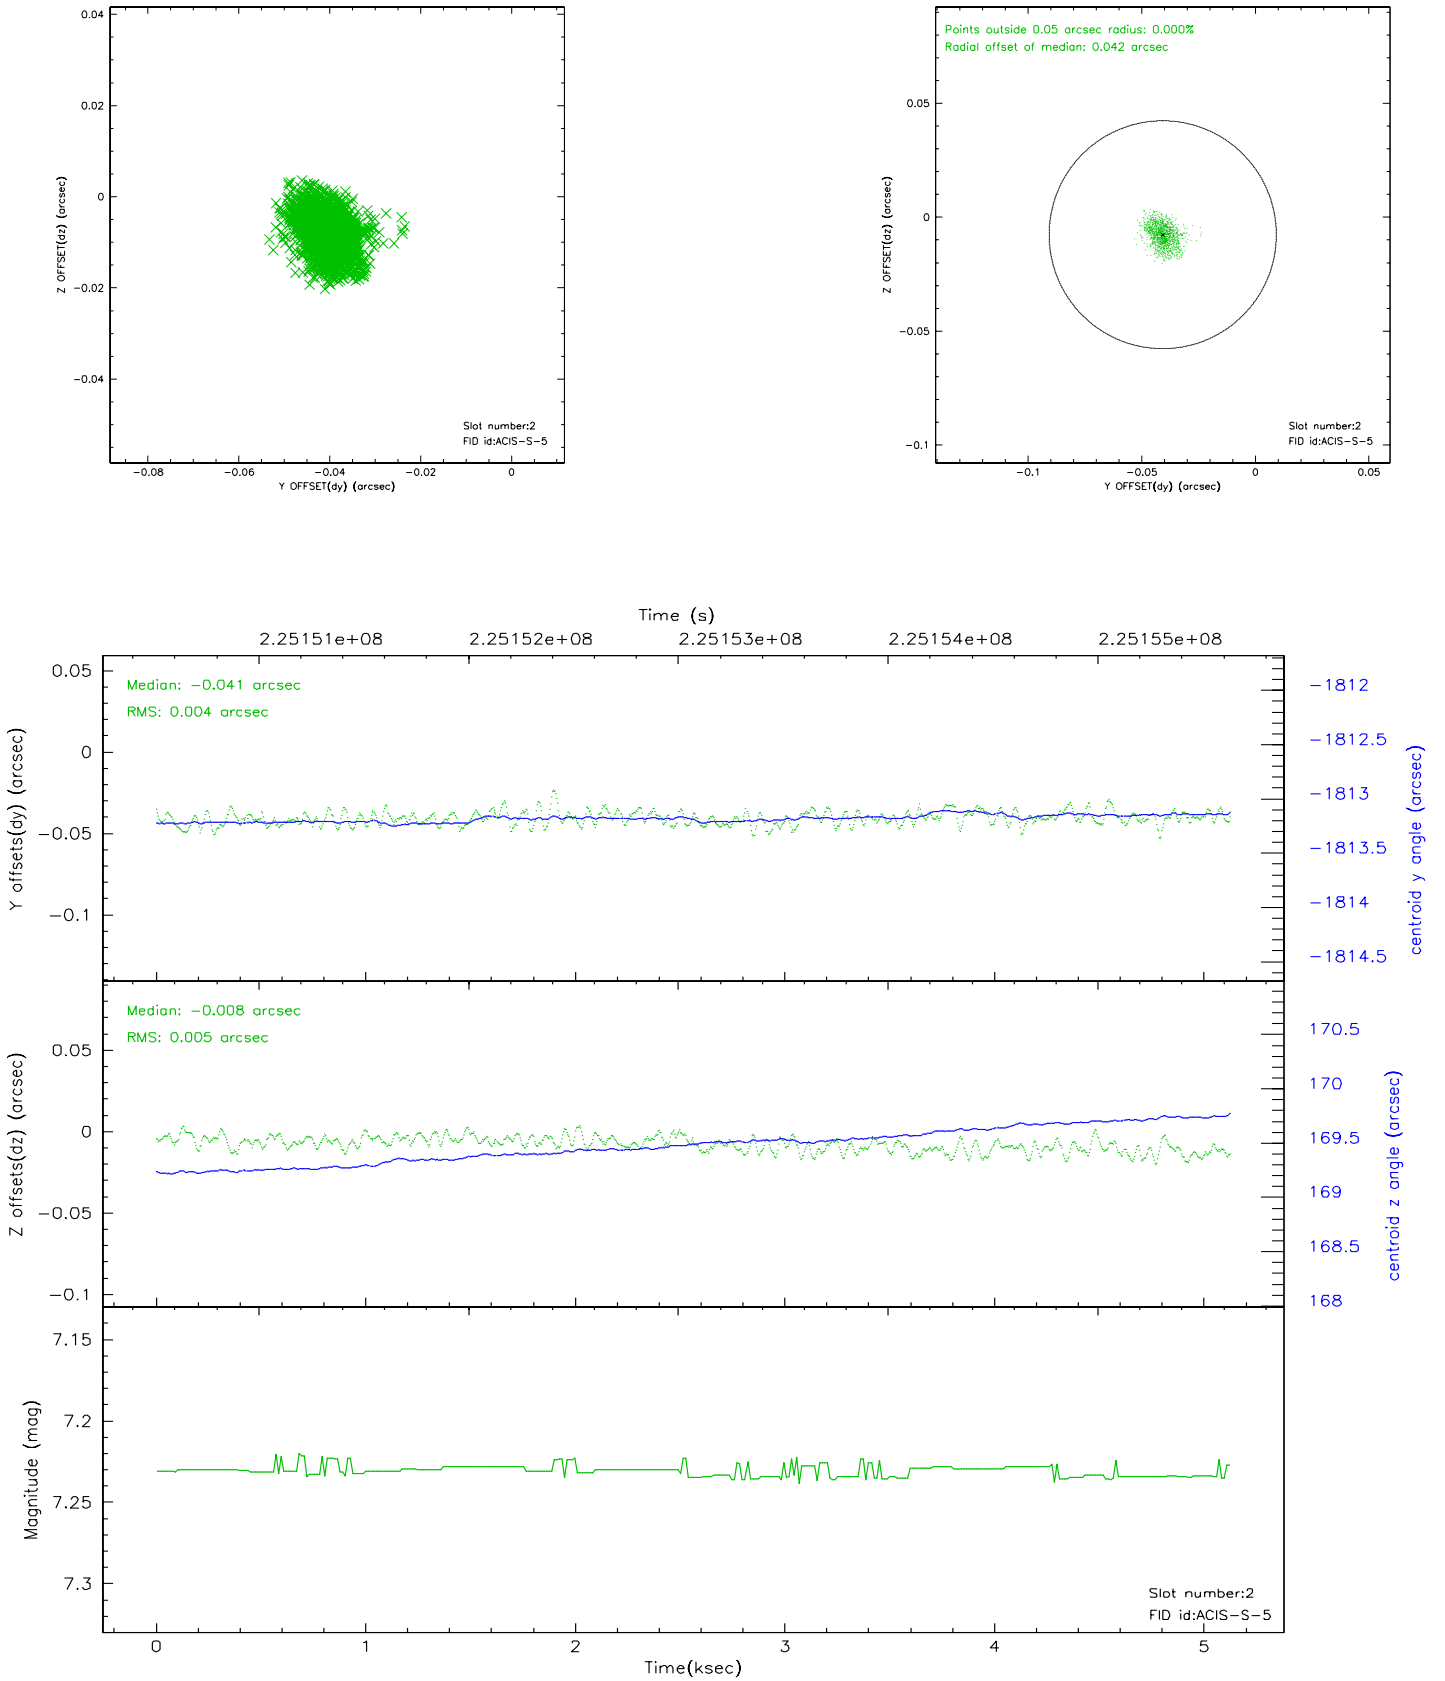 0.04
0.02
0
−0.02
−0.04
Z OFFSET(dz) (arcsec)
Slot number:2
FID id:ACIS−S−5
−0.08
−0.06
−0.04
−0.02
0
Y OFFSET(dy) (arcsec)
Points outside 0.05 arcsec radius: 0.000%
Radial offset of median: 0.042 arcsec
0.05
0
−0.05
−0.1
Z OFFSET(dz) (arcsec)
Slot number:2
FID id:ACIS−S−5
−0.1
−0.05
0
0.05
Y OFFSET(dy) (arcsec)
Time (s)
2.25151e+08
2.25152e+08
2.25153e+08
2.25154e+08
2.25155e+08
0.05
0
−0.05
−0.1
Y offsets(dy) (arcsec)
Median: −0.041 arcsec
RMS: 0.004 arcsec
−1812
−1812.5
−1813
−1813.5
−1814
−1814.5
centroid y angle (arcsec)
0.05
0
−0.05
−0.1
Z offsets(dz) (arcsec)
Median: −0.008 arcsec
RMS: 0.005 arcsec
170.5
170
169.5
169
168.5
168
centroid z angle (arcsec)
7.15
7.2
7.25
7.3
Magnitude (mag)
Slot number:2
FID id:ACIS−S−5
0
1
2
3
4
5
Time(ksec)